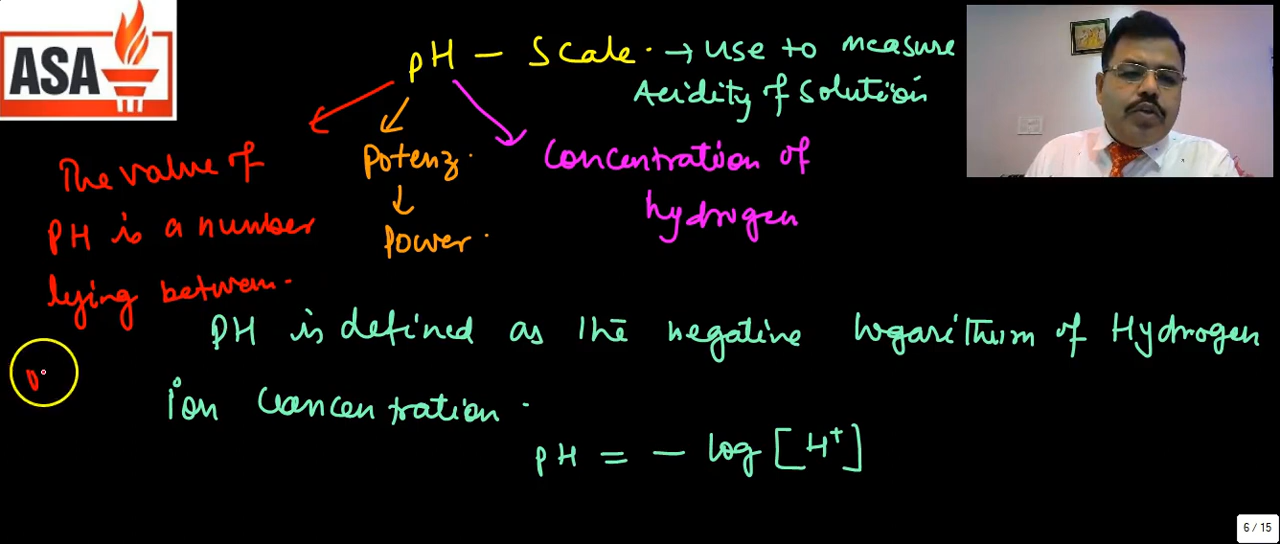 ASA
pH - Scale. → use to measure
Acidity of solution
The value of
PH is a number
lying between.
0
Potenz.
↓
Power.
Concentration of
hydrogen
PH is defined as the negative logarithm of Hydrogen
ion concentration.
PH = - log [H⁺]
6 / 15